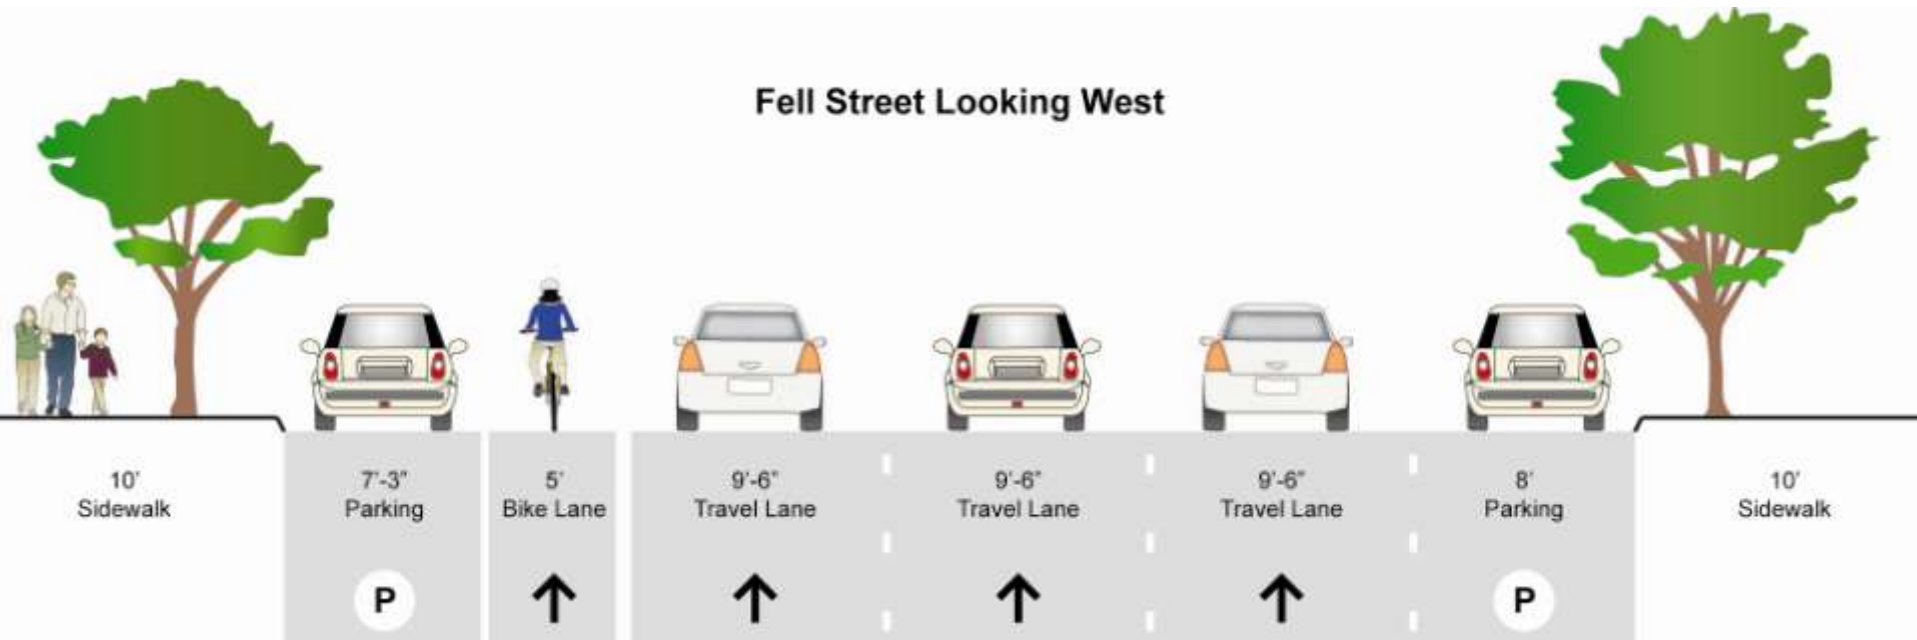 Fell Street Looking West
10' 
Sidewalk
7'-3"
Parking
P
5'
Bike Lane
9'-6"
Travel Lane
9'-6"
Travel Lane
9'-6"
Travel Lane
8'
Parking
P
10'
Sidewalk